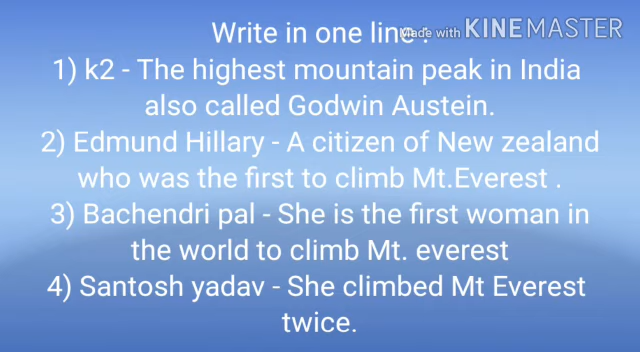 Write in one line :
Made with KINEMASTER
1) k2 - The highest mountain peak in India
also called Godwin Austein.
2) Edmund Hillary - A citizen of New zealand
who was the first to climb Mt.Everest .
3) Bachendri pal - She is the first woman in
the world to climb Mt. everest
4) Santosh yadav - She climbed Mt Everest
twice.